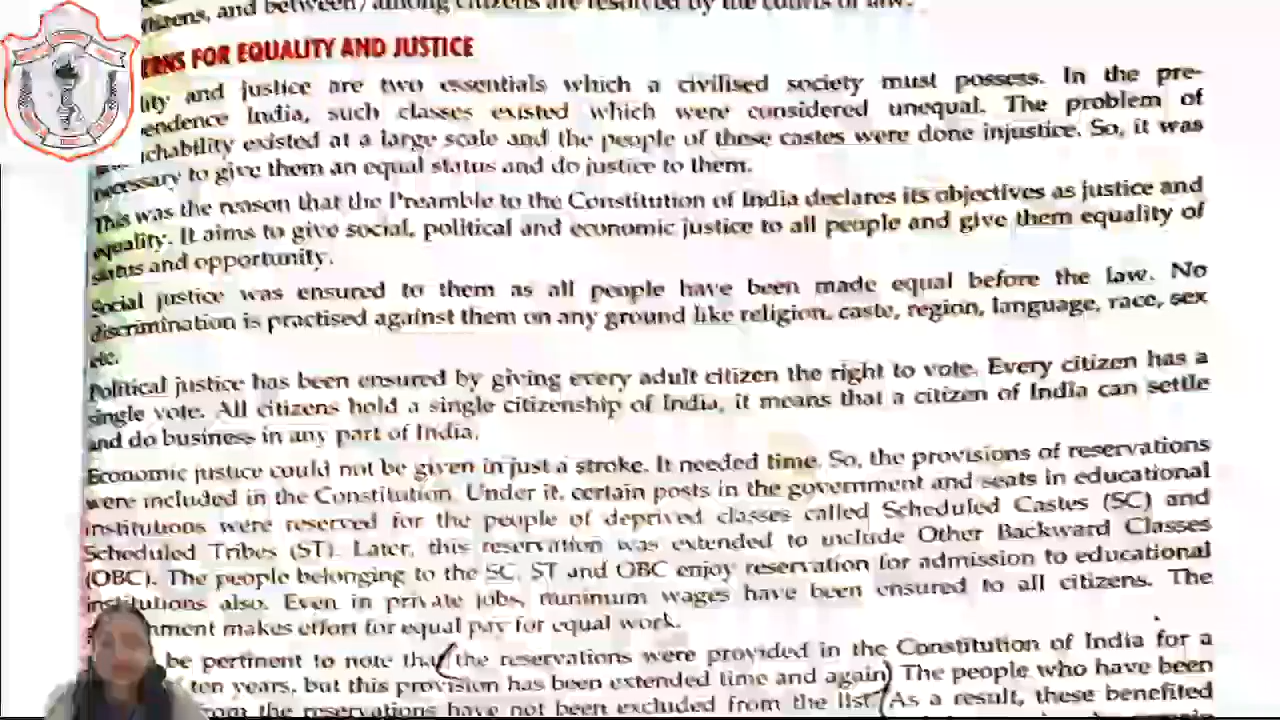 citizens, and between/among citizens are resolved by the courts of law.
ERNS FOR EQUALITY AND JUSTICE
lity and justice are two essentials which a civilised society must possess. In the pre-
endence India, such classes existed which were considered unequal. The problem of
chability existed at a large scale and the people of these castes were done injustice. So, it was
necessary to give them an equal status and do justice to them.
This was the reason that the Preamble to the Constitution of India declares its objectives as justice and
equality. It aims to give social, political and economic justice to all people and give them equality of
status and opportunity.
Social justice was ensured to them as all people have been made equal before the law. No
discrimination is practised against them on any ground like religion, caste, region, language, race, sex
etc.
Political justice has been ensured by giving every adult citizen the right to vote. Every citizen has a
single vote. All citizens hold a single citizenship of India, it means that a citizen of India can settle
and do business in any part of India.
Economic justice could not be given in just a stroke. It needed time. So, the provisions of reservations
were included in the Constitution. Under it, certain posts in the government and seats in educational
institutions were reserved for the people of deprived classes called Scheduled Castes (SC) and
Scheduled Tribes (ST). Later, this reservation was extended to include Other Backward Classes
(OBC). The people belonging to the SC, ST and OBC enjoy reservation for admission to educational
institutions also. Even in private jobs, minimum wages have been ensured to all citizens. The
nment makes effort for equal pay for equal work.
be pertinent to note that (the reservations were provided in the Constitution of India for a
ten years, but this provision has been extended time and again) The people who have been
the reservations have not been excluded from the list. (As a result, these benefited